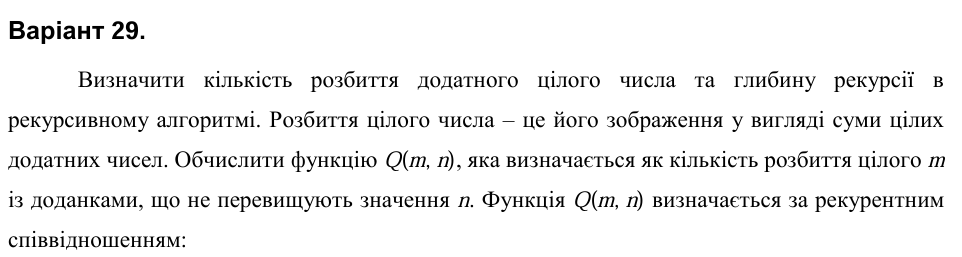 Варіант 29.
Визначити кількість розбиття додатного цілого числа та глибину рекурсії в
рекурсивному алгоритмі. Розбиття цілого числа – це його зображення у вигляді суми цілих
додатних чисел. Обчислити функцію Q(m, n), яка визначається як кількість розбиття цілого m
із доданками, що не перевищують значення n. Функція Q(m, n) визначається за рекурентним
співвідношенням: